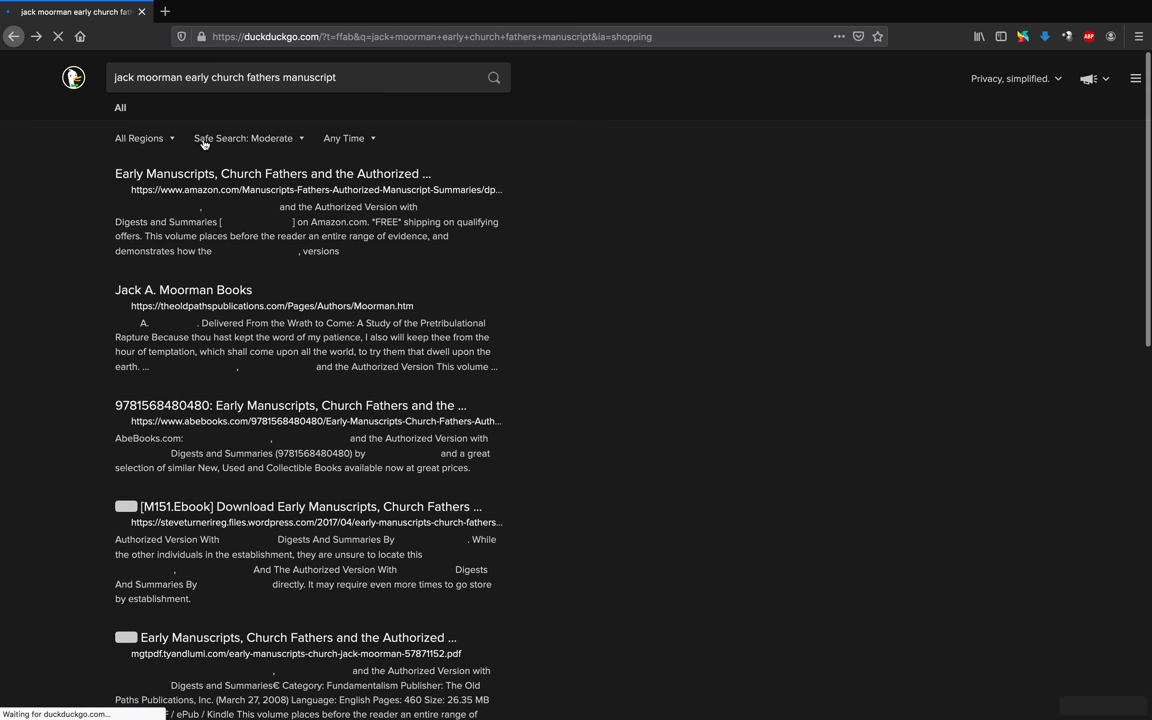 jack moorman early church fath
https://duckduckgo.com/?t=ffab&q=jack+moorman+early+church+fathers+manuscript&ia=shopping
ABP
jack moorman early church fathers manuscript
Privacy, simplified.
All
All Regions
Safe Search: Moderate
Any Time
Early Manuscripts, Church Fathers and the Authorized ...
https://www.amazon.com/Manuscripts-Fathers-Authorized-Manuscript-Summaries/dp...
, and the Authorized Version with
Digests and Summaries [ ] on Amazon.com. *FREE* shipping on qualifying
offers. This volume places before the reader an entire range of evidence, and
demonstrates how the , versions
Jack A. Moorman Books
https://theoldpathspublications.com/Pages/Authors/Moorman.htm
A. . Delivered From the Wrath to Come: A Study of the Pretribulational
Rapture Because thou hast kept the word of my patience, I also will keep thee from the
hour of temptation, which shall come upon all the world, to try them that dwell upon the
earth. ... , and the Authorized Version This volume ...
9781568480480: Early Manuscripts, Church Fathers and the ...
https://www.abebooks.com/9781568480480/Early-Manuscripts-Church-Fathers-Auth...
AbeBooks.com: , and the Authorized Version with
Digests and Summaries (9781568480480) by and a great
selection of similar New, Used and Collectible Books available now at great prices.
[M151.Ebook] Download Early Manuscripts, Church Fathers ...
https://steveturnerireg.files.wordpress.com/2017/04/early-manuscripts-church-fathers...
Authorized Version With Digests And Summaries By . While
the other individuals in the establishment, they are unsure to locate this
, And The Authorized Version With Digests
And Summaries By directly. It may require even more times to go store
by establishment.
Early Manuscripts, Church Fathers and the Authorized ...
mgtpdf.tyandlumi.com/early-manuscripts-church-jack-moorman-57871152.pdf
, and the Authorized Version with
Digests and Summaries€ Category: Fundamentalism Publisher: The Old
Paths Publications, Inc. (March 27, 2008) Language: English Pages: 460 Size: 26.35 MB
/ ePub / Kindle This volume places before the reader an entire range of
Waiting for duckduckgo.com...